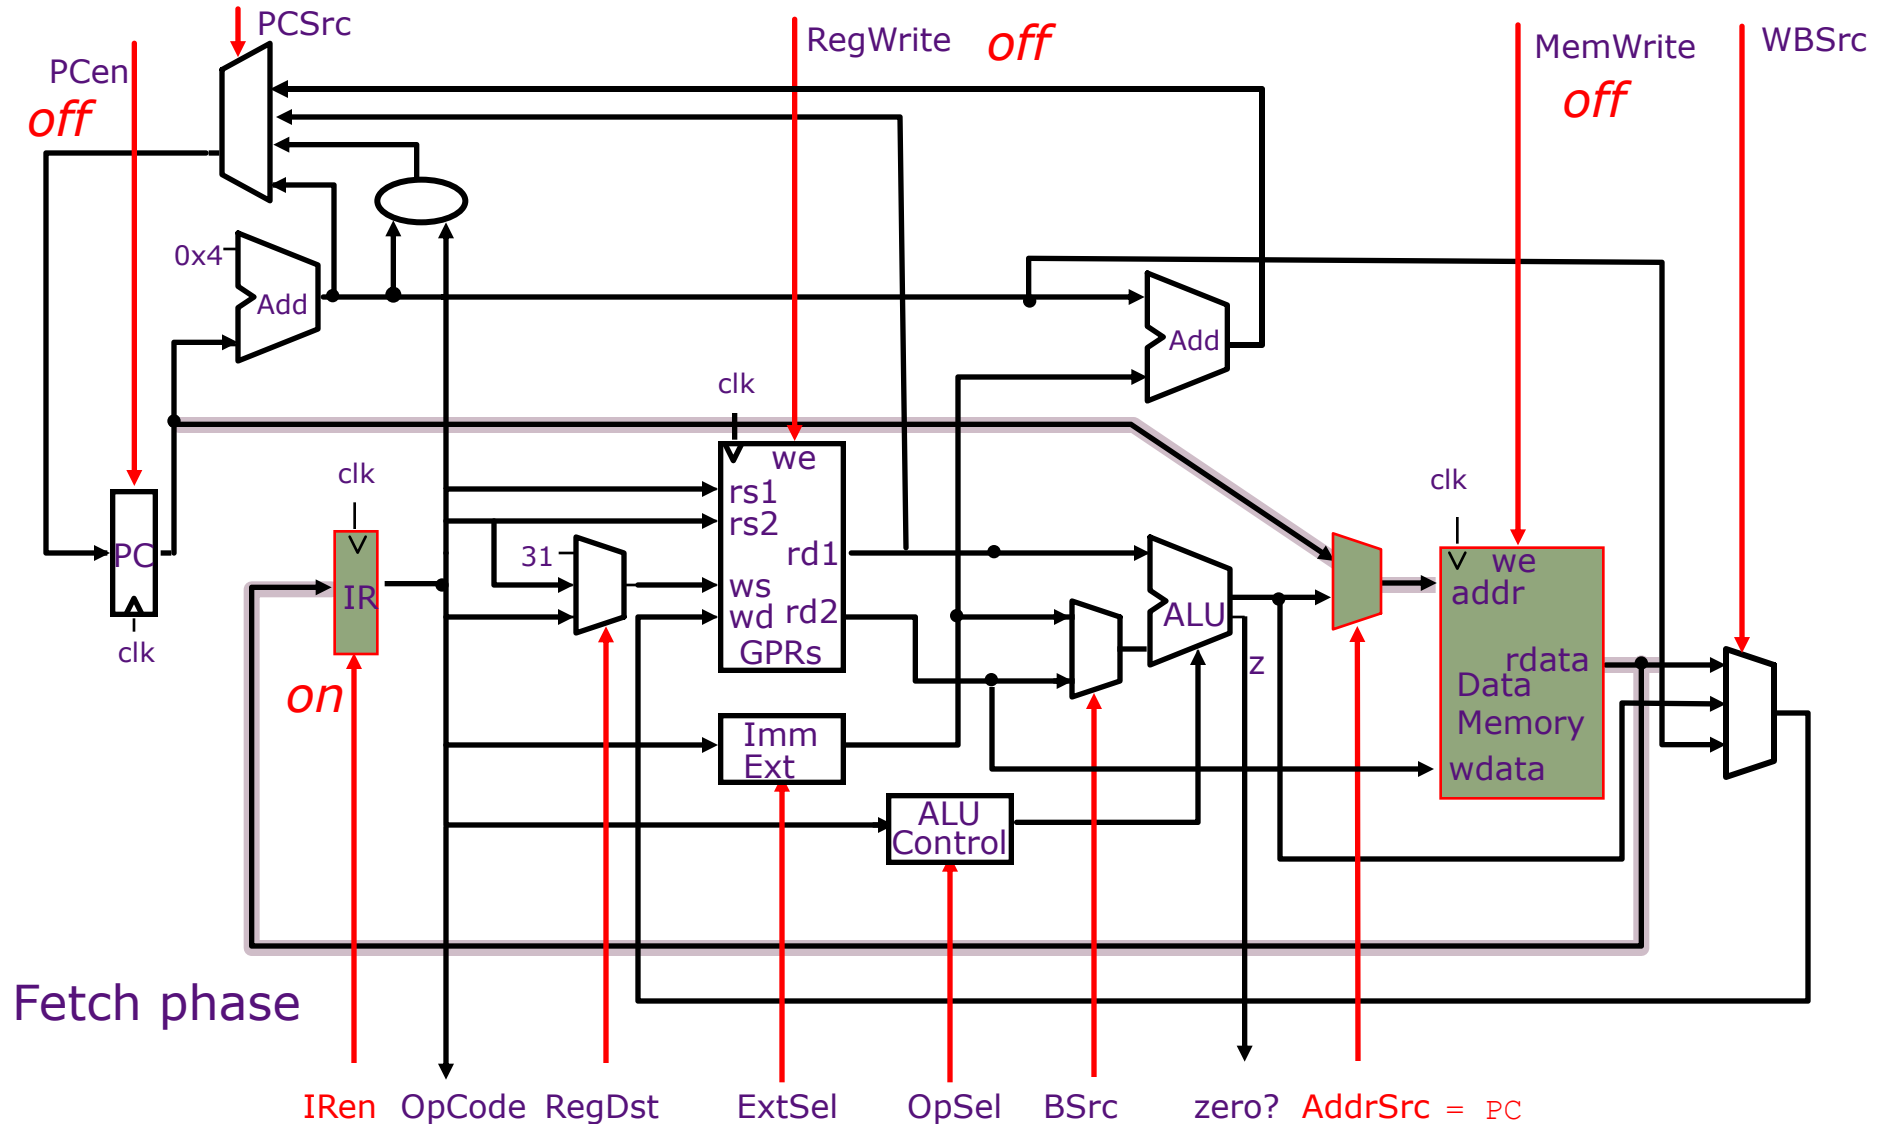 PCSrc
RegWrite
off
MemWrite
off
WBSrc
PCen
off
0x4
Add
Add
clk
we
rs1
rs2
rd1
ws
wd
rd2
GPRs
clk
IR
on
PC
clk
31
ALU
z
clk
we
addr
rdata
Data
Memory
wdata
Imm
Ext
ALU
Control
Fetch phase
IRen
OpCode
RegDst
ExtSel
OpSel
BSrc
zero?
AddrSrc = PC